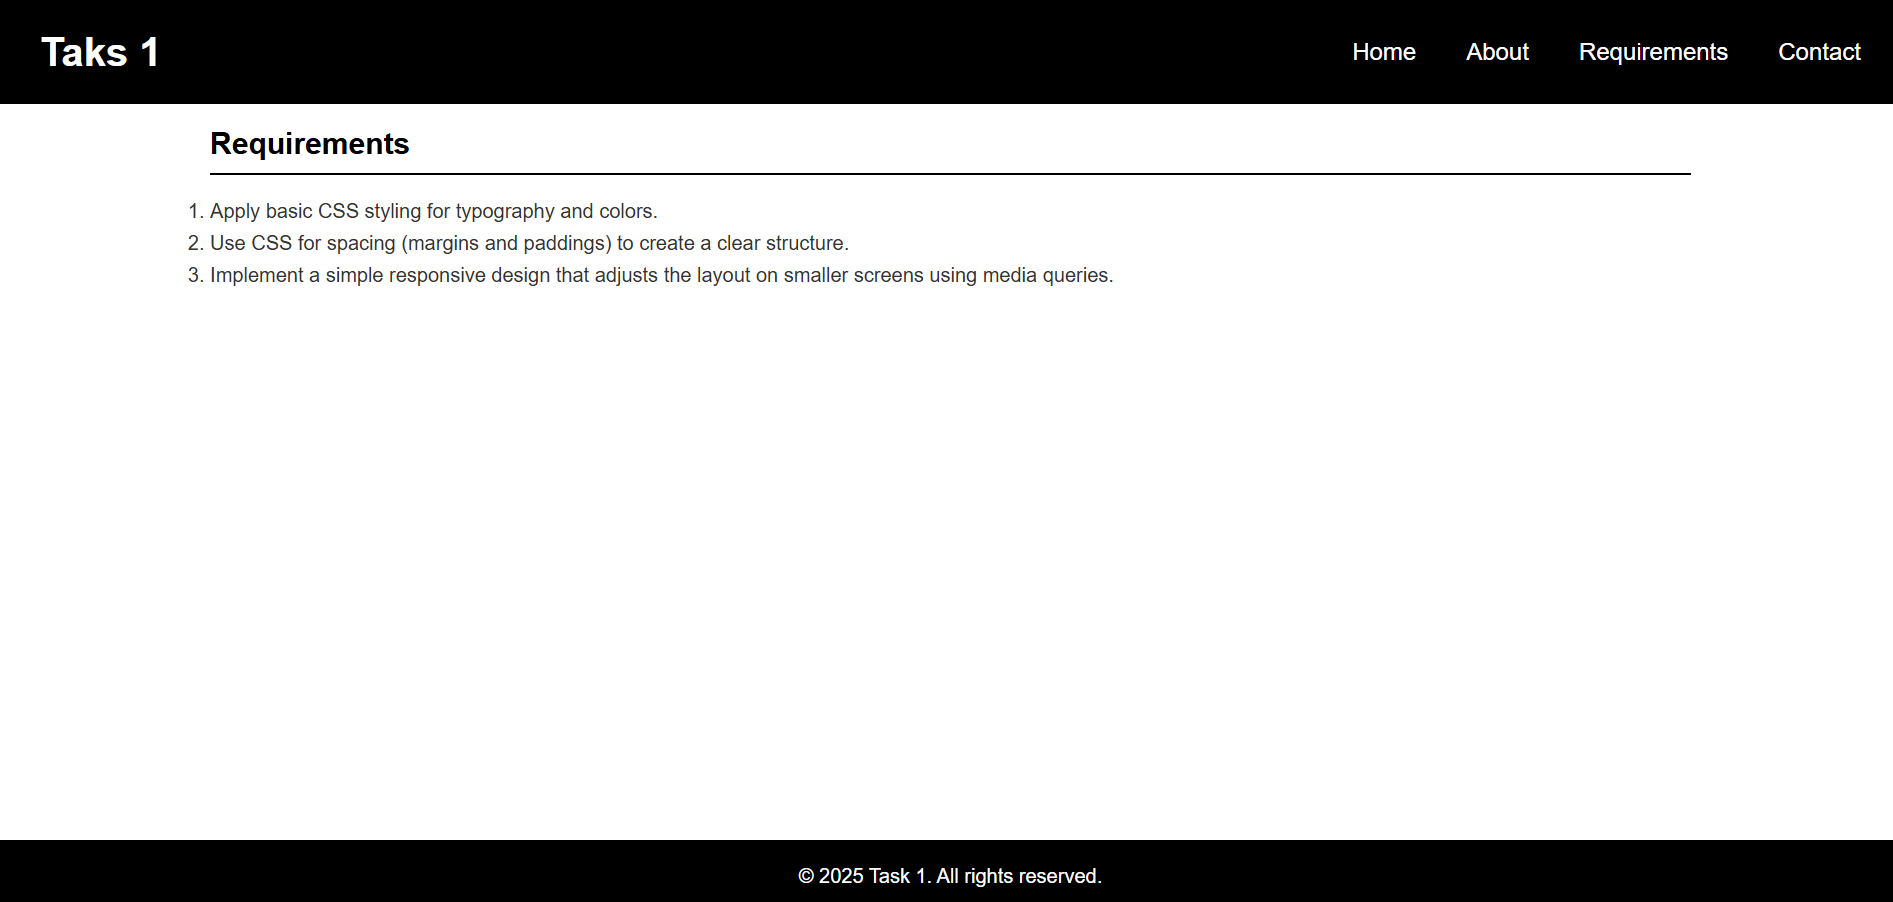 Taks 1
Home About Requirements Contact
Requirements
1. Apply basic CSS styling for typography and colors.
2. Use CSS for spacing (margins and paddings) to create a clear structure.
3. Implement a simple responsive design that adjusts the layout on smaller screens using media queries.
© 2025 Task 1. All rights reserved.